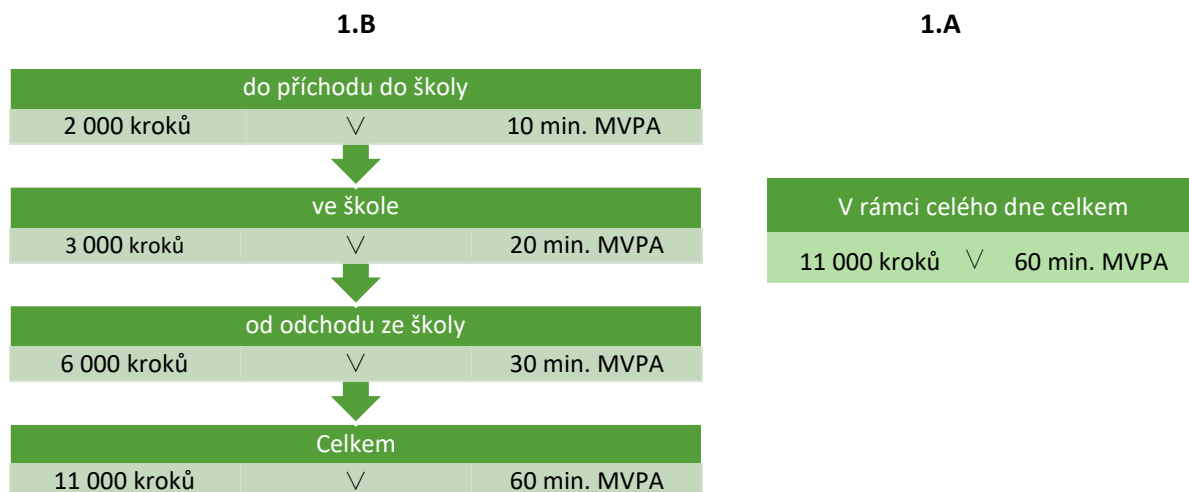 1.B
do příchodu do školy
2 000 kroků ∨ 10 min. MVPA
ve škole
3 000 kroků ∨ 20 min. MVPA
od odchodu ze školy
6 000 kroků ∨ 30 min. MVPA
Celkem
11 000 kroků ∨ 60 min. MVPA
1.A
V rámci celého dne celkem
11 000 kroků ∨ 60 min. MVPA